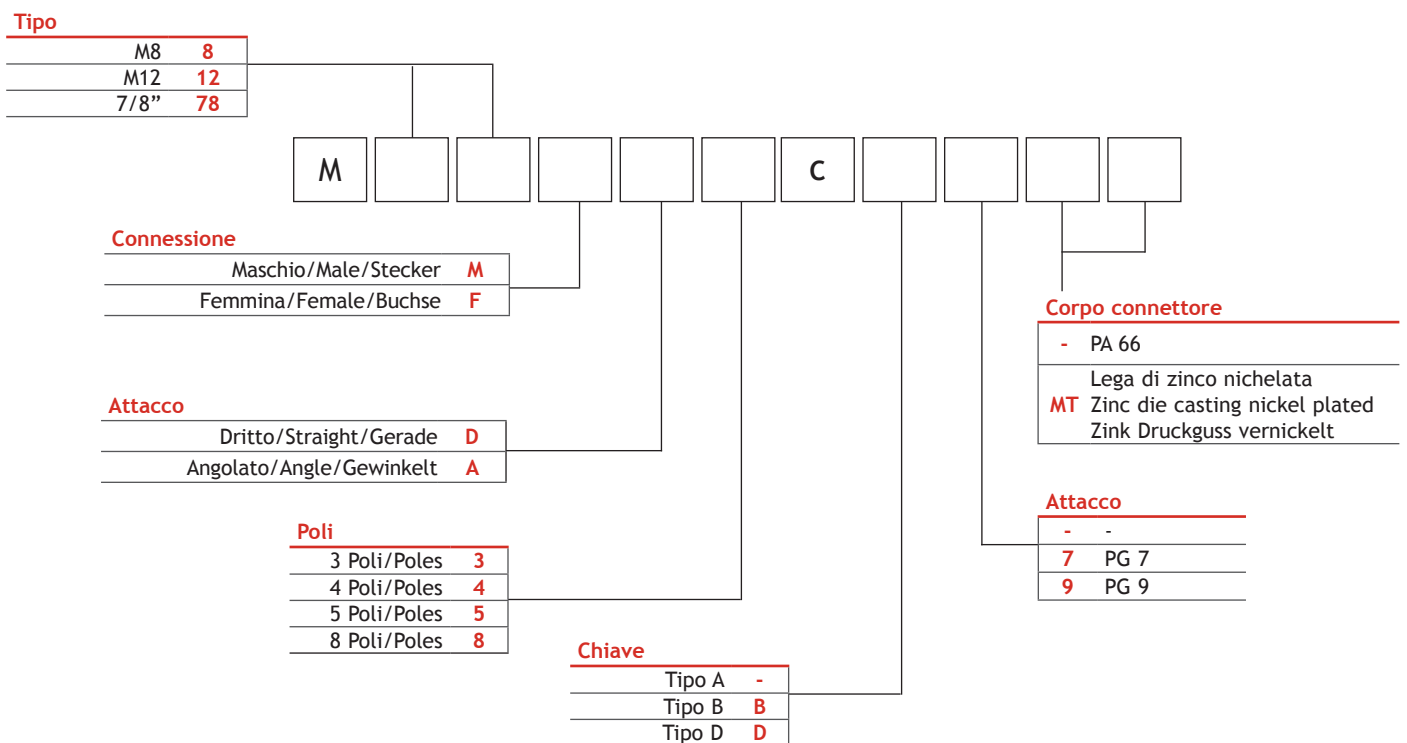 Tipo
M8 8
M12 12
7/8” 78
M C
Connessione
Maschio/Male/Stecker M
Femmina/Female/Buchse F
Corpo connettore
- PA 66
Lega di zinco nichelata
MT Zinc die casting nickel plated
Zink Druckguss vernickelt
Attacco
Dritto/Straight/Gerade D
Angolato/Angle/Gewinkelt A
Attacco
- -
7 PG 7
9 PG 9
Poli
3 Poli/Poles 3
4 Poli/Poles 4
5 Poli/Poles 5
8 Poli/Poles 8
Chiave
Tipo A -
Tipo B B
Tipo D D